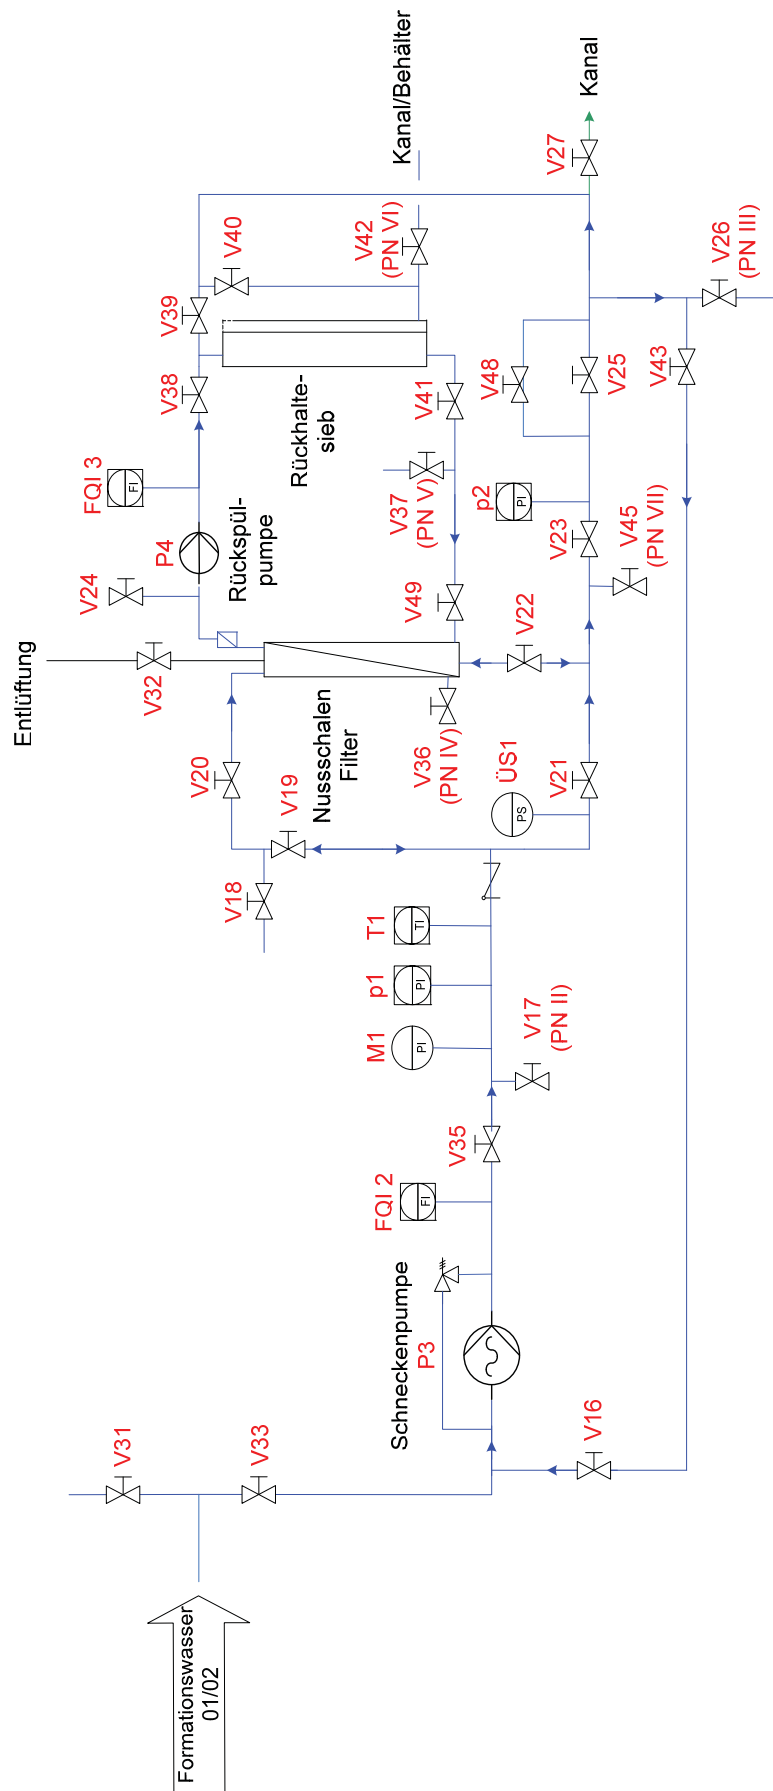 Formationswasser
01/02
V31
V33
V16
Schneckenpumpe
P3
FQI 2
FI
V35
V17
(PN II)
M1
PI
p1
PI
T1
TI
V18
V19
V20
V32
Entlüftung
Nussschalen
Filter
V36
(PN IV)
ÜS1
PS
V21
V22
V24
P4
Rückspül-
pumpe
V49
V37
(PN V)
V45
(PN VII)
V23
p2
PI
FQI 3
FI
V38
V39
V40
Rückhalte-
sieb
V41
V48
V25
V43
V42
(PN VI)
Kanal/Behälter
V26
(PN III)
V27
Kanal